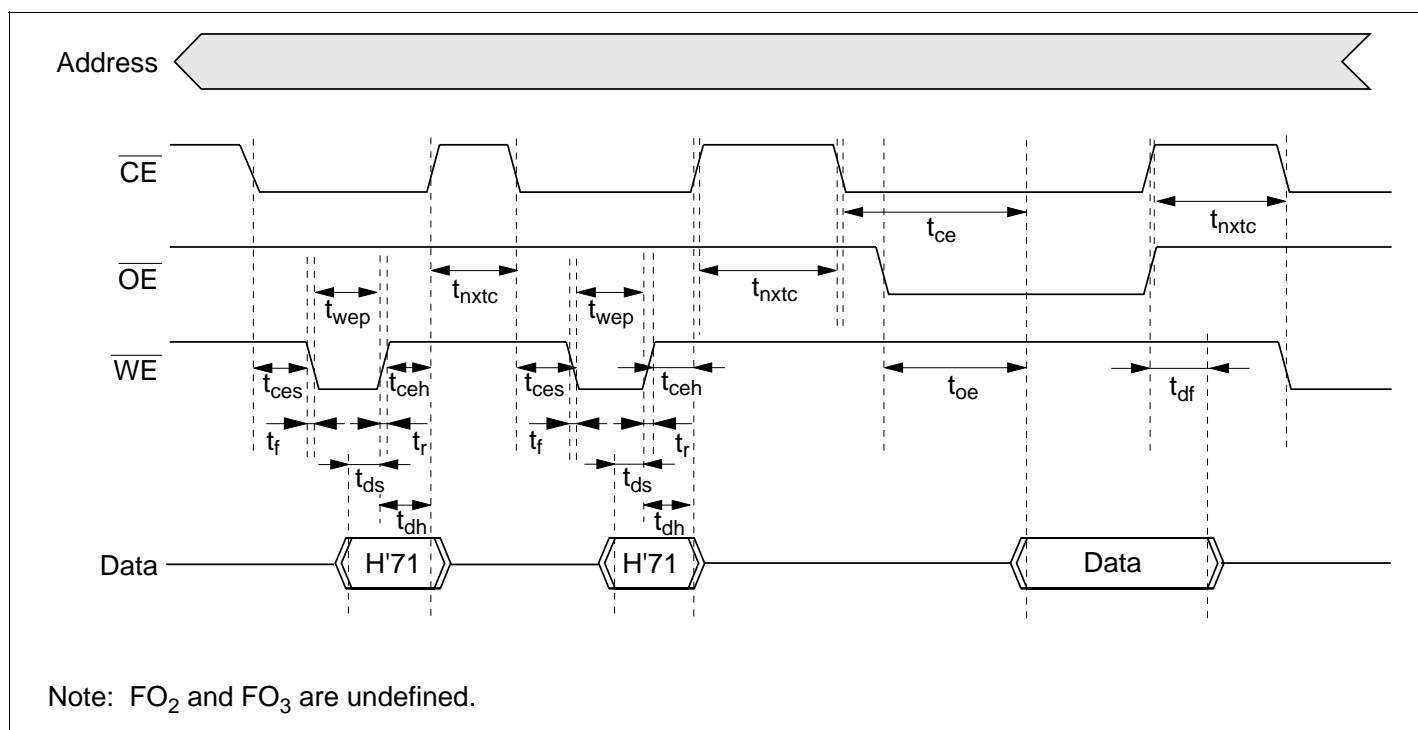 Address
CE
t_ce
t_nxtc
OE
t_wep
t_nxtc
t_wep
t_nxtc
WE
t_ces
t_ceh
t_ces
t_ceh
t_oe
t_df
t_f
t_r
t_f
t_r
t_ds
t_ds
t_dh
t_dh
Data
H'71
H'71
Data
Note: FO2 and FO3 are undefined.